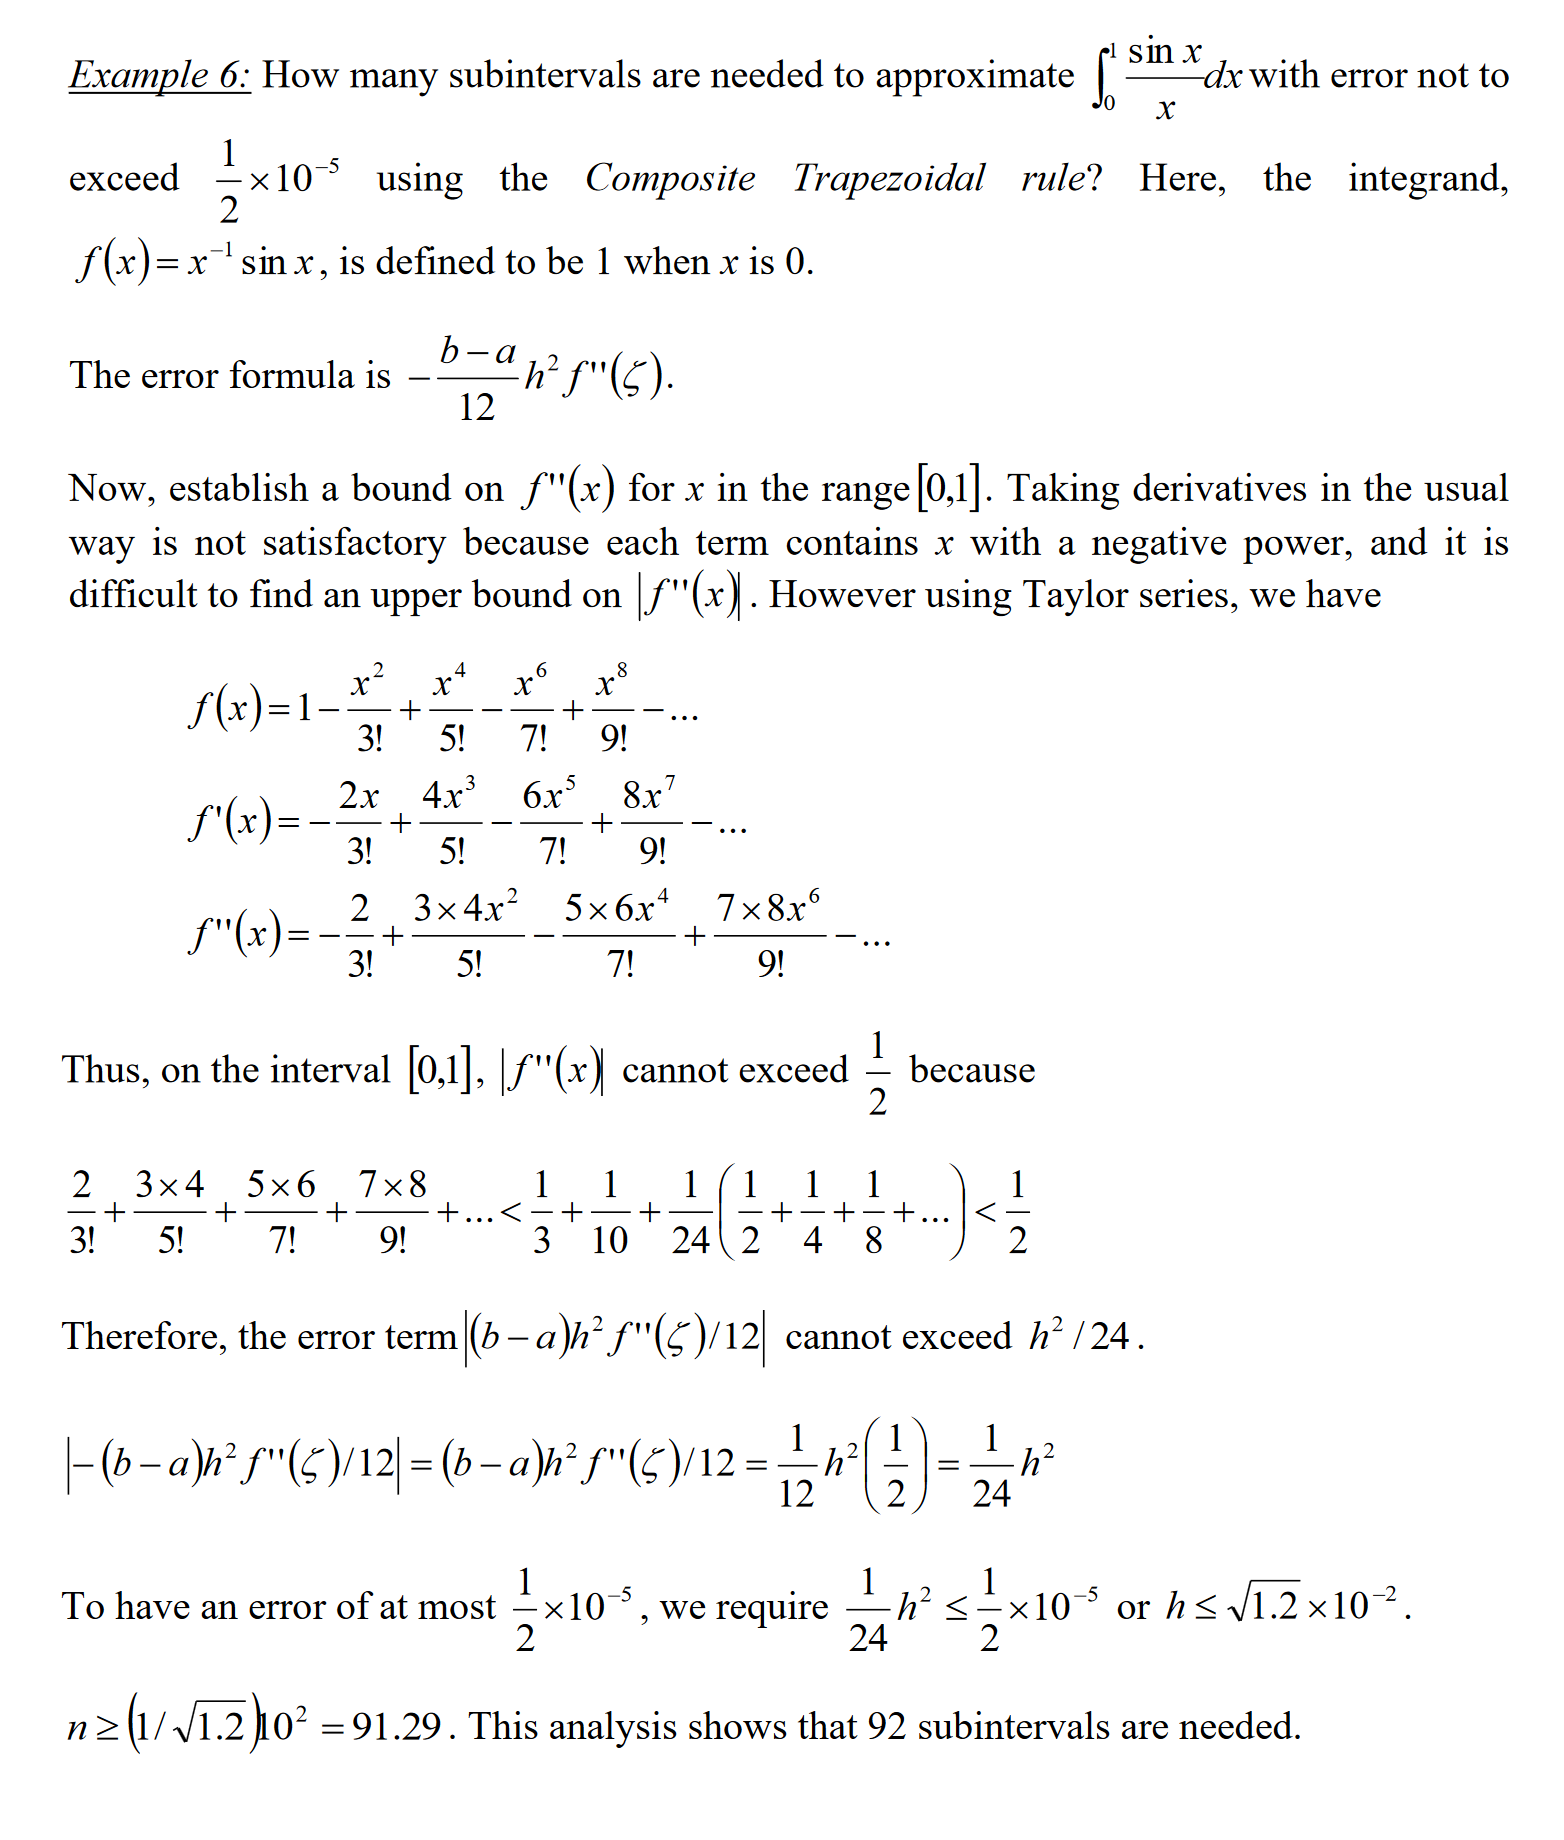 Example 6: How many subintervals are needed to approximate $\int_0^1 \frac{\sin x}{x} dx$ with error not to
exceed $\frac{1}{2} \times 10^{-5}$ using the Composite Trapezoidal rule? Here, the integrand,
$f(x) = x^{-1} \sin x$, is defined to be 1 when $x$ is 0.
The error formula is $-\frac{b-a}{12} h^2 f''(\zeta)$.
Now, establish a bound on $f''(x)$ for $x$ in the range $[0,1]$. Taking derivatives in the usual
way is not satisfactory because each term contains $x$ with a negative power, and it is
difficult to find an upper bound on $|f''(x)|$. However using Taylor series, we have
$f(x) = 1 - \frac{x^2}{3!} + \frac{x^4}{5!} - \frac{x^6}{7!} + \frac{x^8}{9!} - ...$
$f'(x) = -\frac{2x}{3!} + \frac{4x^3}{5!} - \frac{6x^5}{7!} + \frac{8x^7}{9!} - ...$
$f''(x) = -\frac{2}{3!} + \frac{3 \times 4x^2}{5!} - \frac{5 \times 6x^4}{7!} + \frac{7 \times 8x^6}{9!} - ...$
Thus, on the interval $[0,1]$, $|f''(x)|$ cannot exceed $\frac{1}{2}$ because
$\frac{2}{3!} + \frac{3 \times 4}{5!} + \frac{5 \times 6}{7!} + \frac{7 \times 8}{9!} + ... < \frac{1}{3} + \frac{1}{10} + \frac{1}{24} \left( \frac{1}{2} + \frac{1}{4} + \frac{1}{8} + ... \right) < \frac{1}{2}$
Therefore, the error term $|(b-a)h^2 f''(\zeta)/12|$ cannot exceed $h^2/24$.
$|-(b-a)h^2 f''(\zeta)/12| = (b-a)h^2 f''(\zeta)/12 = \frac{1}{12} h^2 \left( \frac{1}{2} \right) = \frac{1}{24} h^2$
To have an error of at most $\frac{1}{2} \times 10^{-5}$, we require $\frac{1}{24} h^2 \leq \frac{1}{2} \times 10^{-5}$ or $h \leq \sqrt{1.2} \times 10^{-2}$.
$n \geq (1/\sqrt{1.2}) 10^2 = 91.29$. This analysis shows that 92 subintervals are needed.